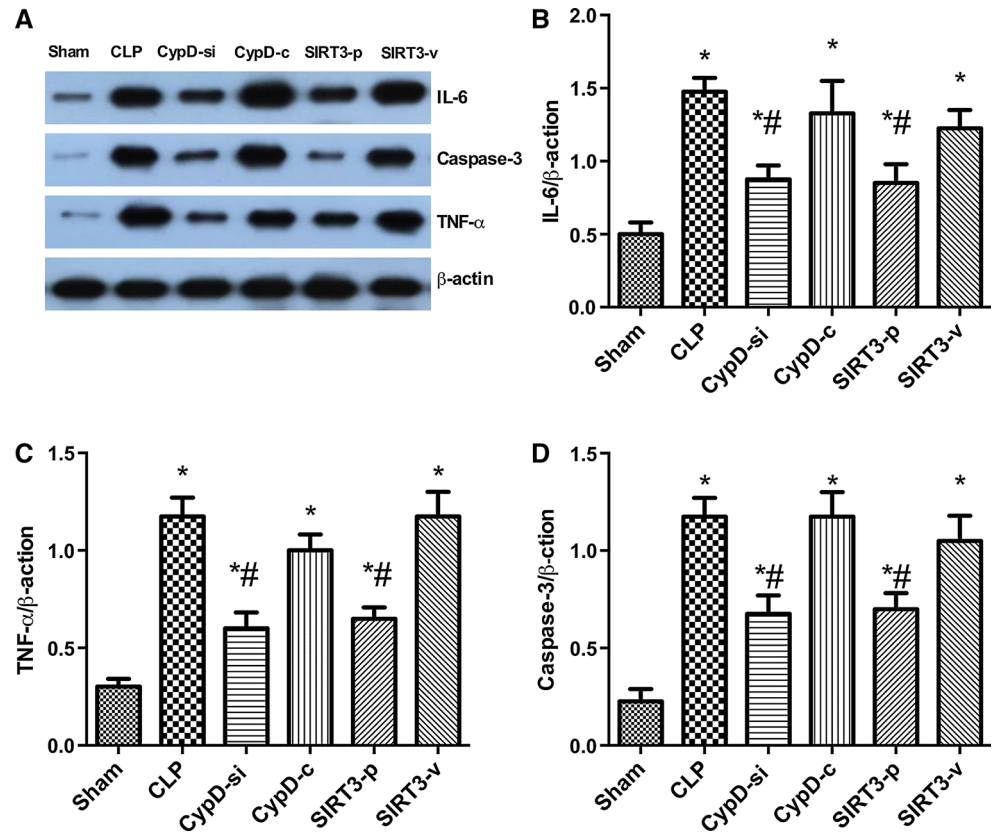 A
Sham CLP CypD-si CypD-c SIRT3-p SIRT3-v
IL-6
Caspase-3
TNF-α
β-actin
B
IL-6/β-action
2.0
1.5
1.0
0.5
0.0
*
*# 
*
*#
*
Sham CLP CypD-si CypD-c SIRT3-p SIRT3-v
C
TNF-α/β-action
1.5
1.0
0.5
0.0
*
*#
*
*#
*
Sham CLP CypD-si CypD-c SIRT3-p SIRT3-v
D
Caspase-3/β-ction
1.5
1.0
0.5
0.0
*
*#
*
*#
*
Sham CLP CypD-si CypD-c SIRT3-p SIRT3-v